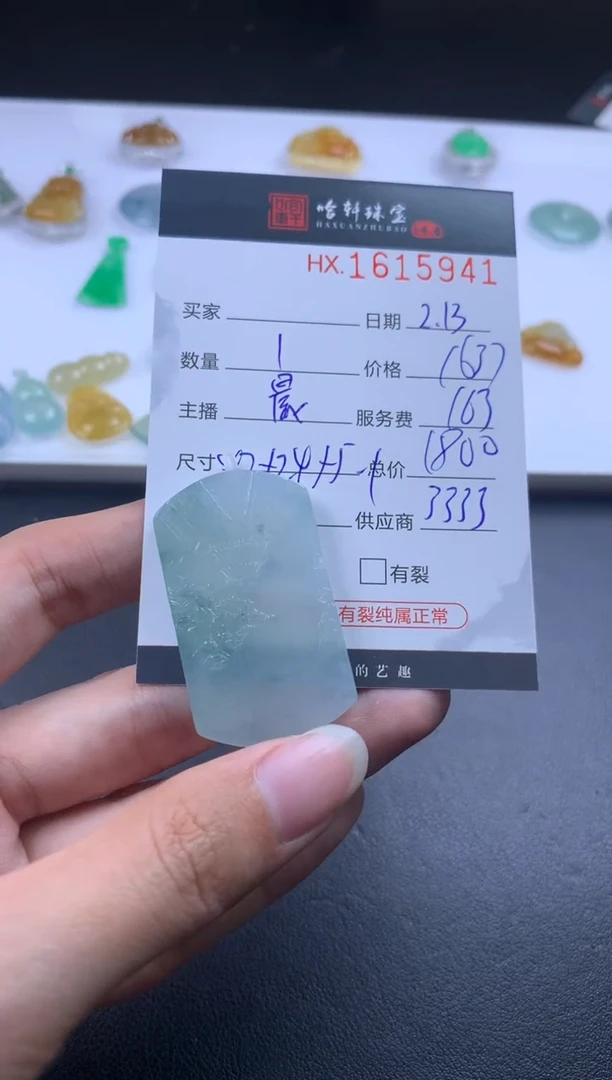 哈轩珠宝
HAXUANZHUBAO
HX.1615941
买家 日期 2.13
数量 1 价格 1637
主播 晨 服务费 163
尺寸 总价 1800
供应商 3333
有裂
有裂纯属正常
的艺趣